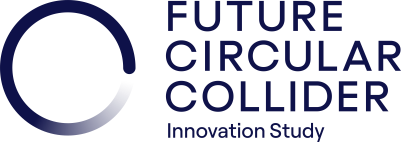 FUTURE
CIRCULAR
COLLIDER
Innovation Study